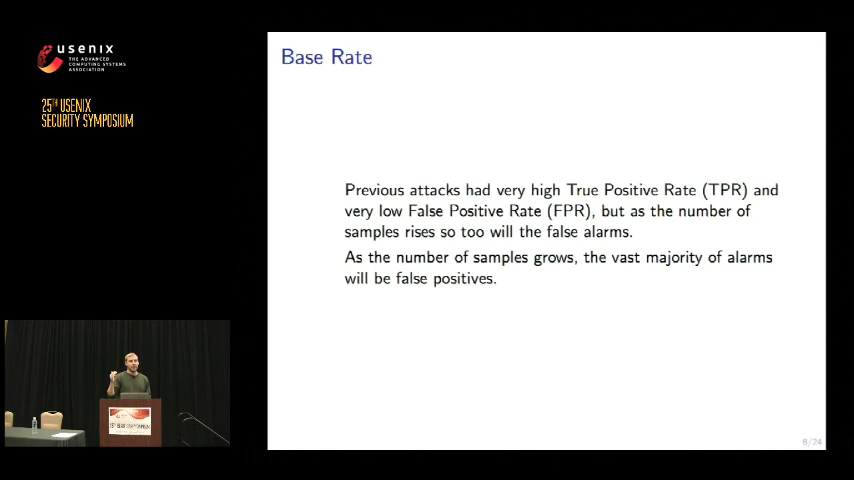 usenix
THE ADVANCED
COMPUTING SYSTEMS
ASSOCIATION
25TH USENIX
SECURITY SYMPOSIUM
Base Rate
Previous attacks had very high True Positive Rate (TPR) and
very low False Positive Rate (FPR), but as the number of
samples rises so too will the false alarms.
As the number of samples grows, the vast majority of alarms
will be false positives.
8/24